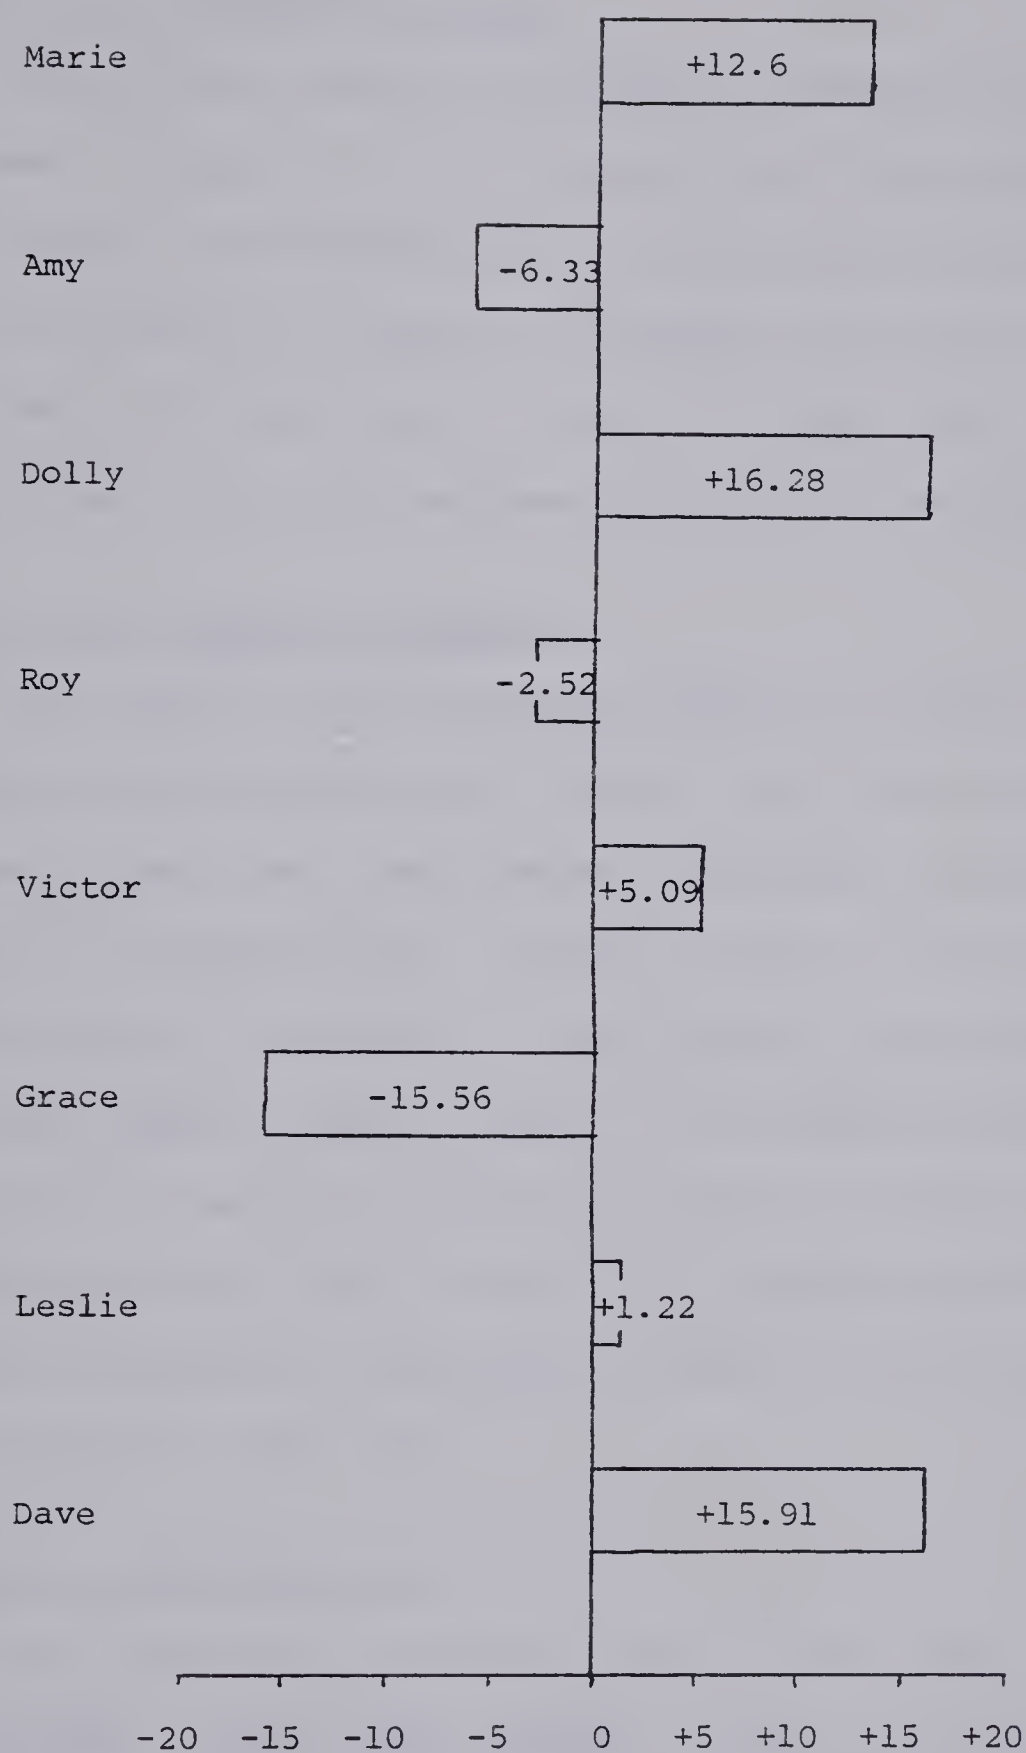 Marie +12.6
Amy -6.33
Dolly +16.28
Roy -2.52
Victor +5.09
Grace -15.56
Leslie +1.22
Dave +15.91
-20 -15 -10 -5 0 +5 +10 +15 +20